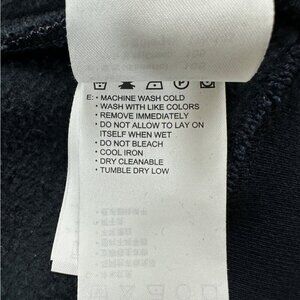 E: • MACHINE WASH COLD
• WASH WITH LIKE COLORS
• REMOVE IMMEDIATELY
• DO NOT ALLOW TO LAY ON
ITSELF WHEN WET
• DO NOT BLEACH
• COOL IRON
• DRY CLEANABLE
• TUMBLE DRY LOW